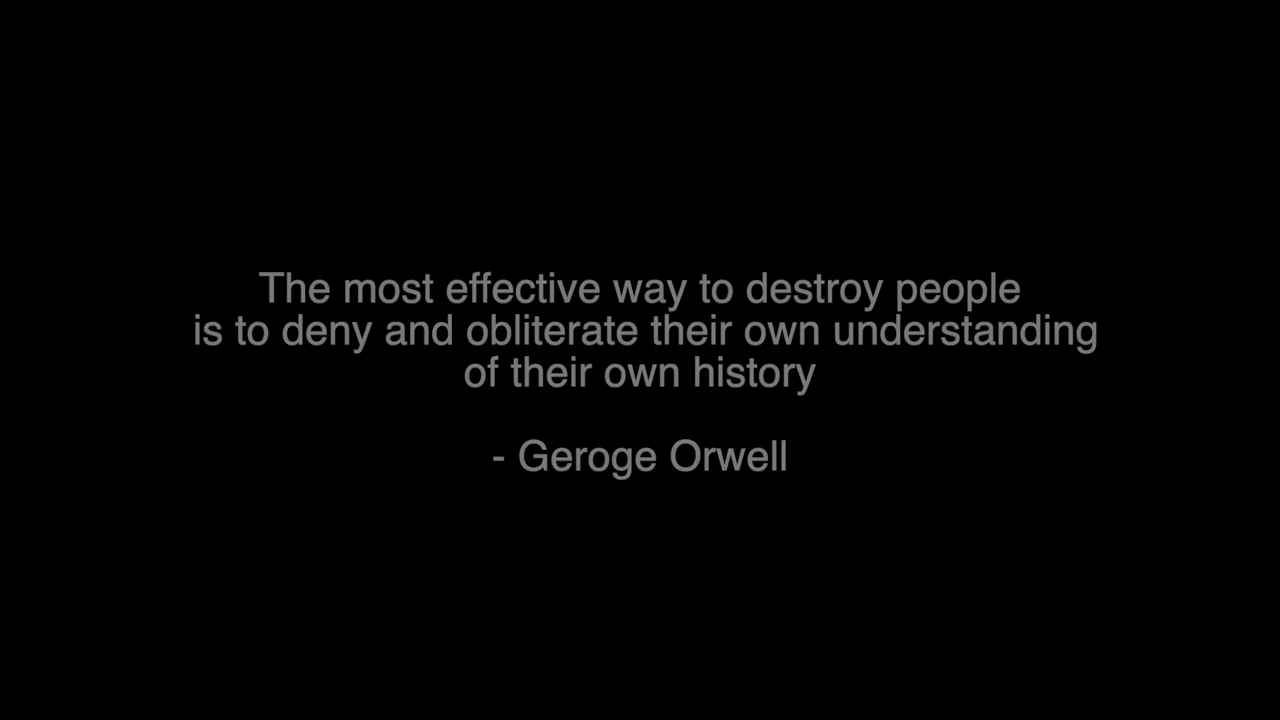 The most effective way to destroy people
is to deny and obliterate their own understanding
of their own history
- Geroge Orwell